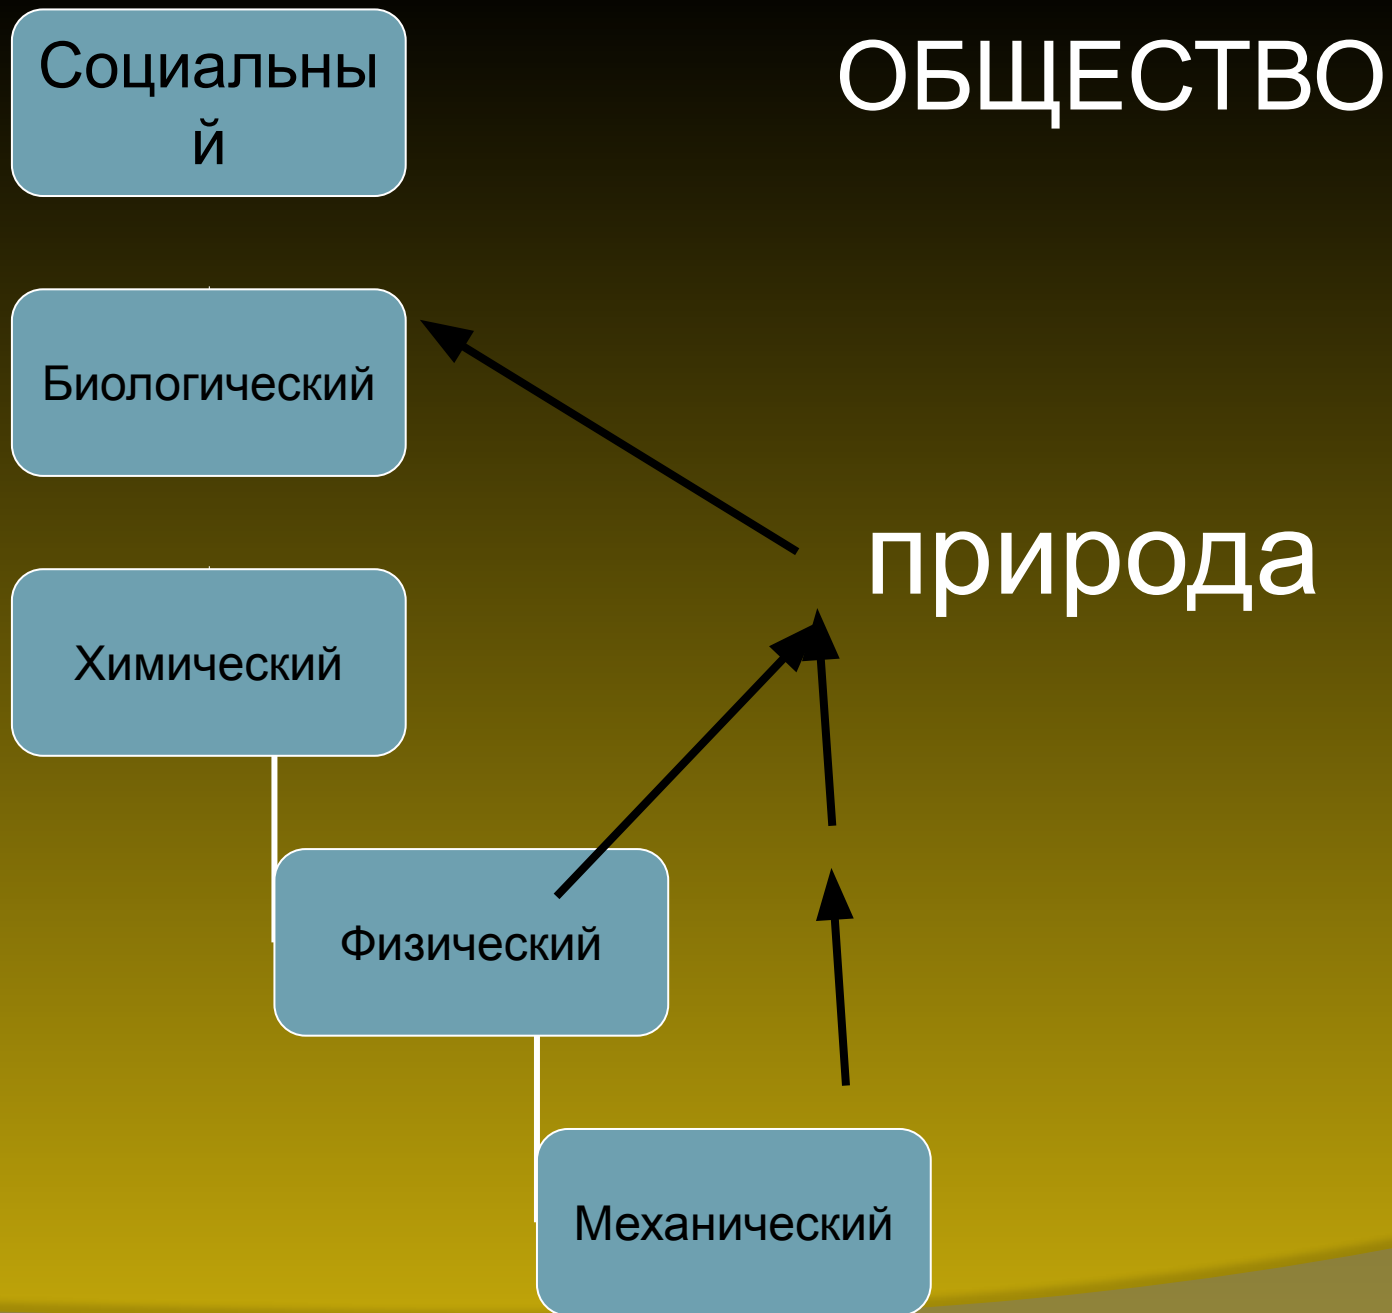 Социальны
й
ОБЩЕСТВО
Биологический
природа
Химический
Физический
Механический